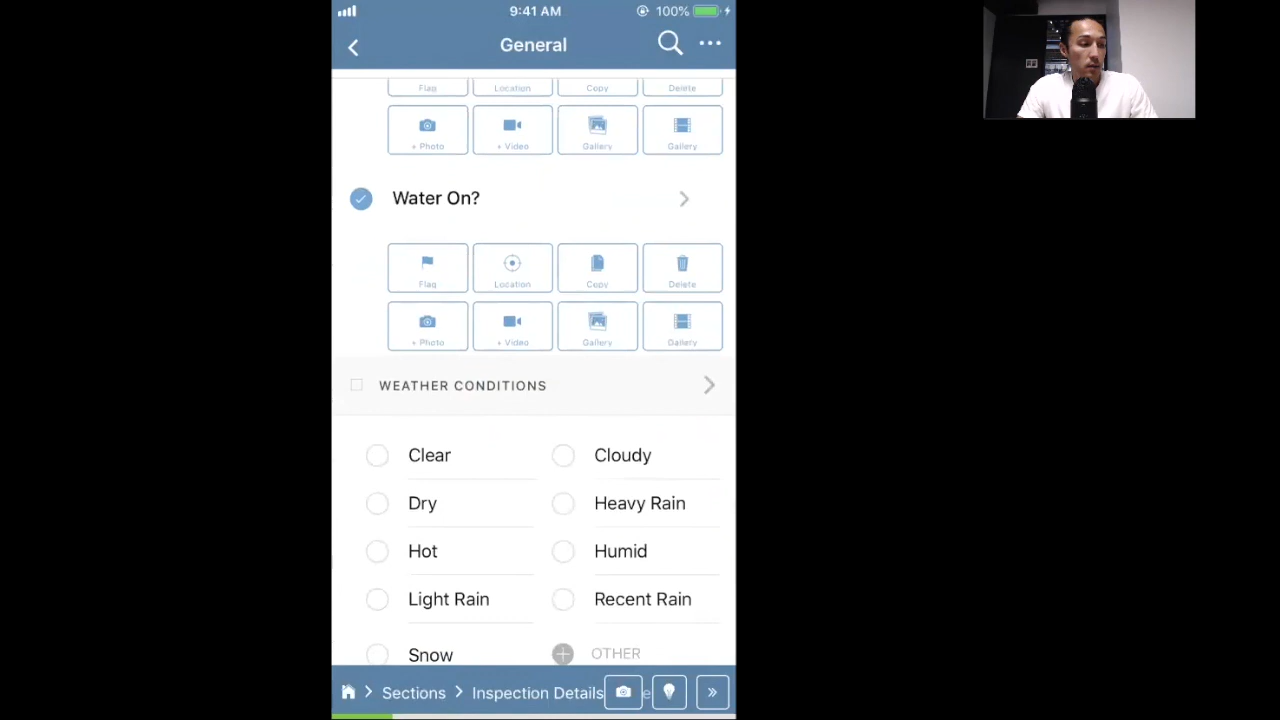 9:41 AM 100%
General
Flag Location Copy Delete
+ Photo + Video Gallery Gallery
Water On?
Flag Location Copy Delete
+ Photo + Video Gallery Gallery
WEATHER CONDITIONS
Clear Cloudy
Dry Heavy Rain
Hot Humid
Light Rain Recent Rain
Snow OTHER
Sections Inspection Details